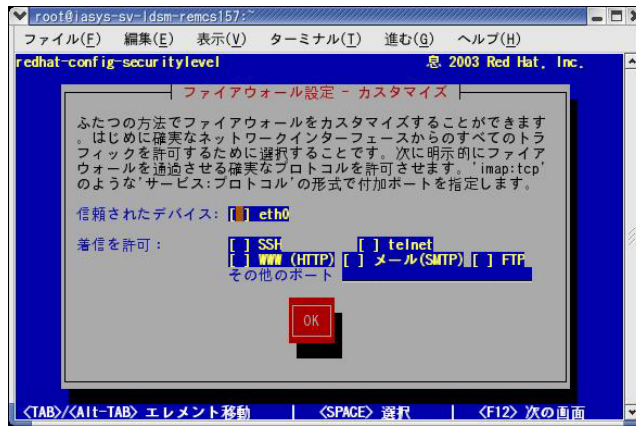 root@iasys-sv-ldsm-remcs157:~
ファイル(F) 編集(E) 表示(V) ターミナル(T) 進む(G) ヘルプ(H)
redhat-config-securitylevel 息 2003 Red Hat, Inc.
ファイアウォール設定 - カスタマイズ
ふたつの方法でファイアウォールをカスタマイズすることができます
。はじめに確実なネットワークインターフェースからのすべてのトラ
フィックを許可するために選択することです。次に明示的にファイア
ウォールを通過させる確実なプロトコルを許可させます。'imap:tcp'
のような'サービス:プロトコル'の形式で付加ポートを指定します。
信頼されたデバイス: [ ] eth0
着信を許可: [ ] SSH [ ] telnet
[ ] WWW (HTTP) [ ] メール(SMTP) [ ] FTP
その他のポート
OK
<TAB>/<Alt-TAB> エレメント移動 | <SPACE> 選択 | <F12> 次の画面